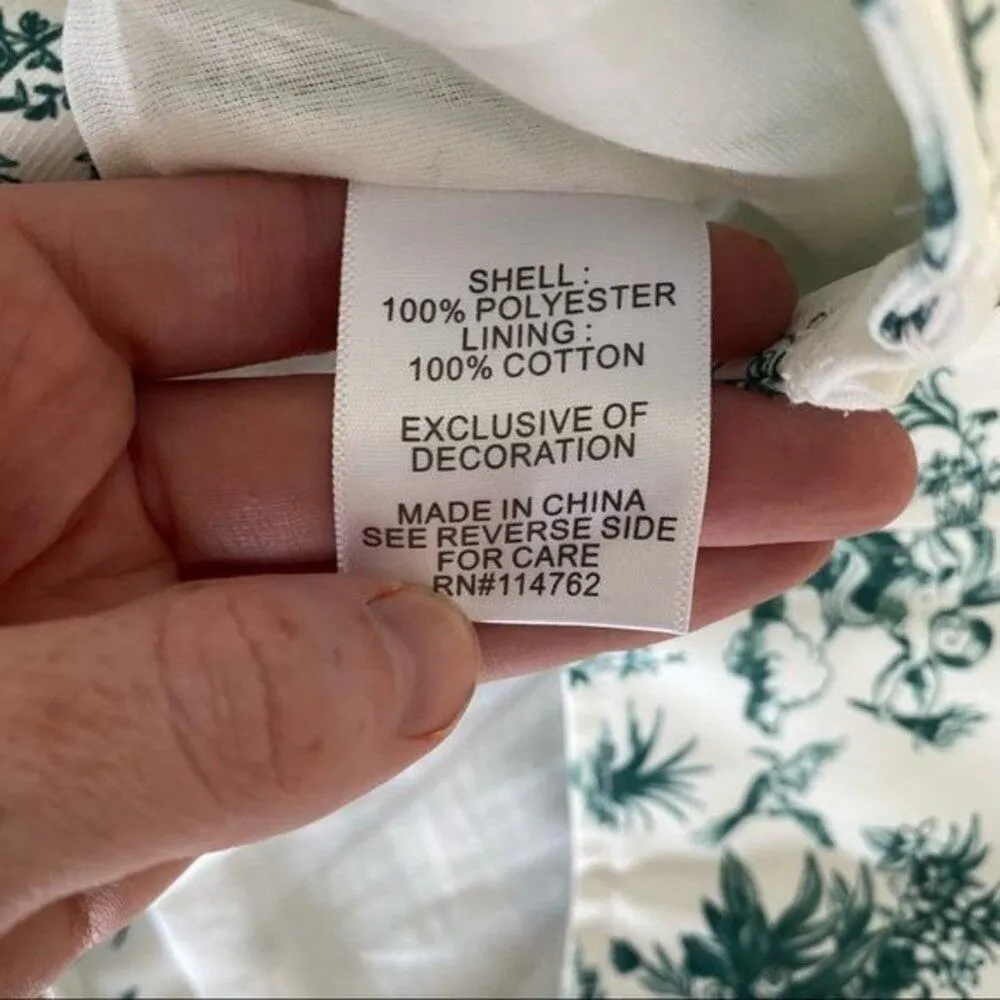 SHELL :
100% POLYESTER
LINING :
100% COTTON
EXCLUSIVE OF
DECORATION
MADE IN CHINA
SEE REVERSE SIDE
FOR CARE
RN#114762